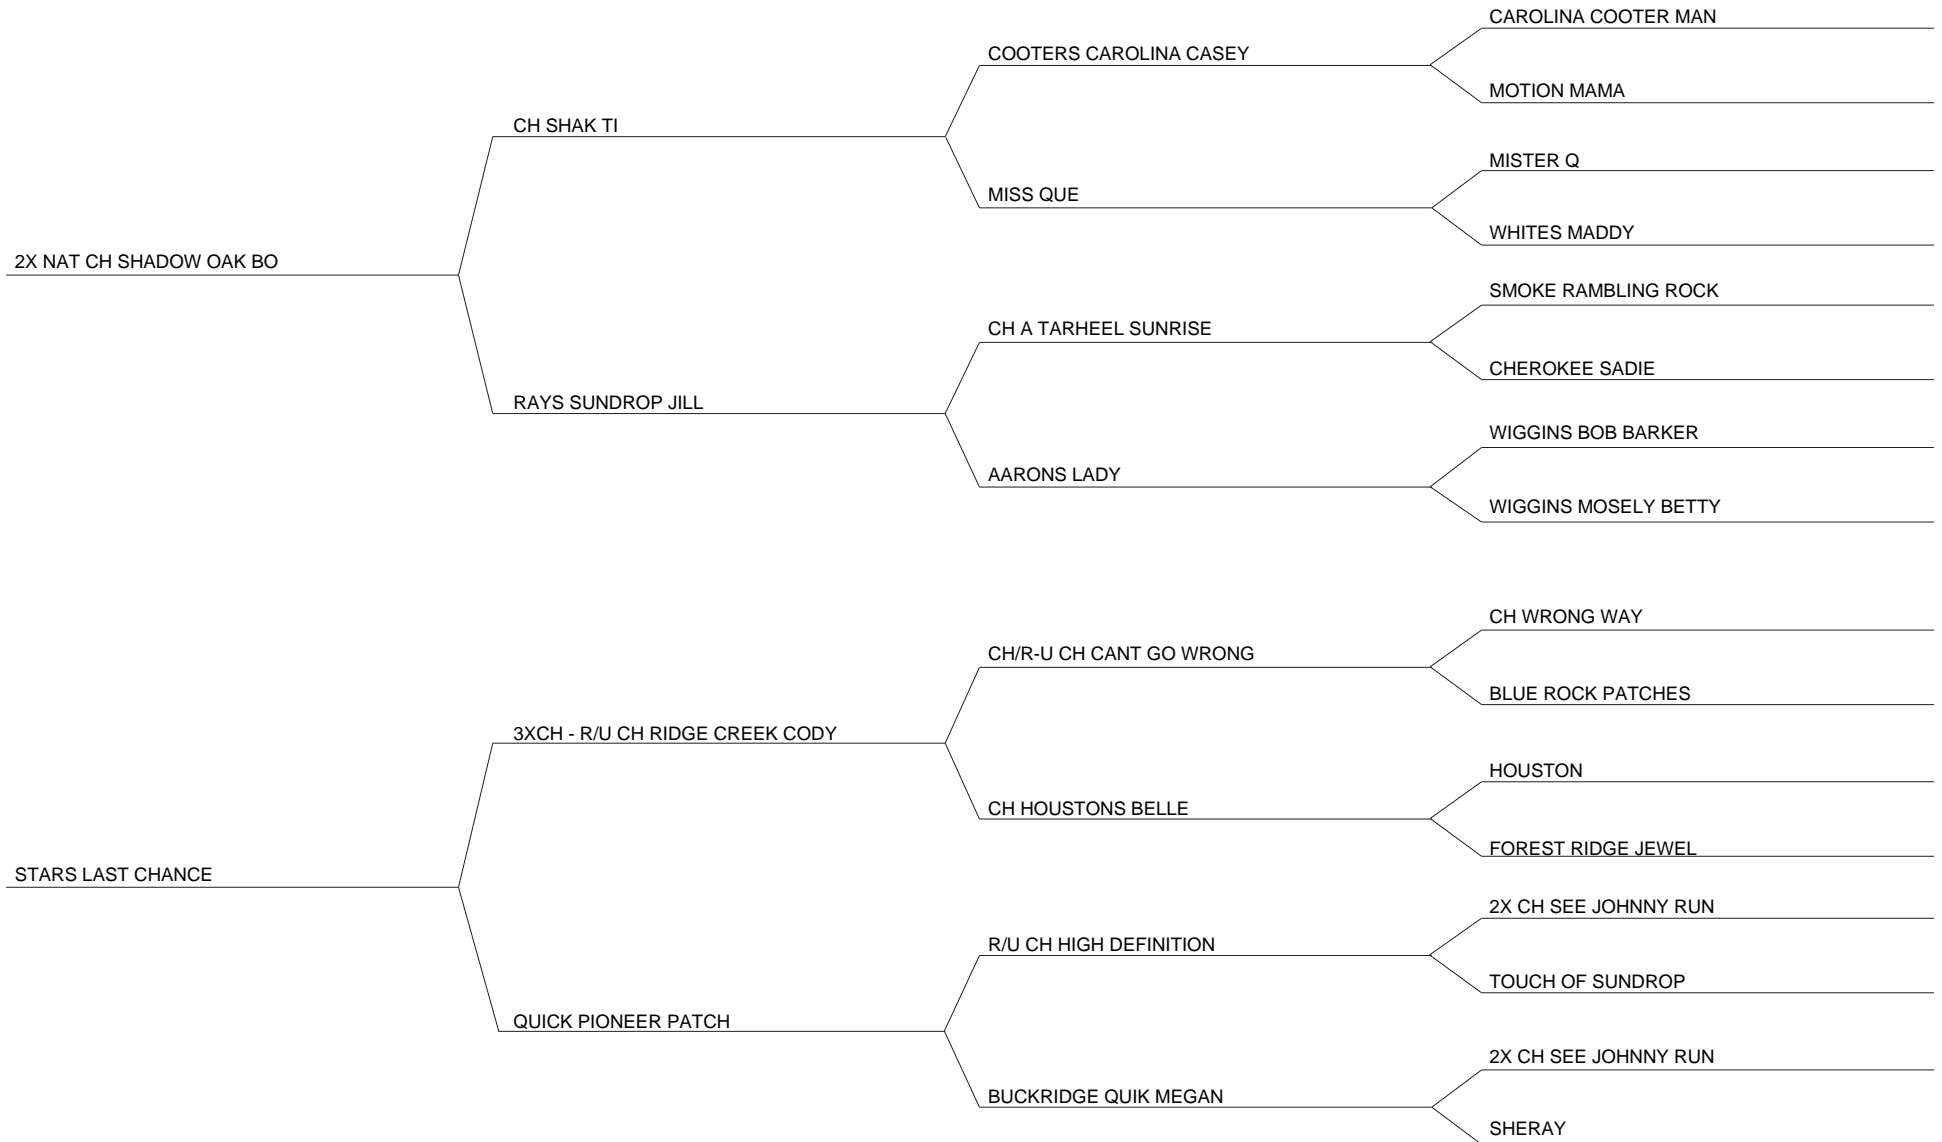 CAROLINA COOTER MAN
COOTERS CAROLINA CASEY
MOTION MAMA
CH SHAK TI
MISTER Q
MISS QUE
WHITES MADDY
2X NAT CH SHADOW OAK BO
SMOKE RAMBLING ROCK
CH A TARHEEL SUNRISE
CHEROKEE SADIE
RAYS SUNDROP JILL
WIGGINS BOB BARKER
AARONS LADY
WIGGINS MOSELY BETTY
CH WRONG WAY
CH/R-U CH CANT GO WRONG
BLUE ROCK PATCHES
3XCH - R/U CH RIDGE CREEK CODY
HOUSTON
CH HOUSTONS BELLE
FOREST RIDGE JEWEL
STARS LAST CHANCE
2X CH SEE JOHNNY RUN
R/U CH HIGH DEFINITION
TOUCH OF SUNDROP
QUICK PIONEER PATCH
2X CH SEE JOHNNY RUN
BUCKRIDGE QUIK MEGAN
SHERAY